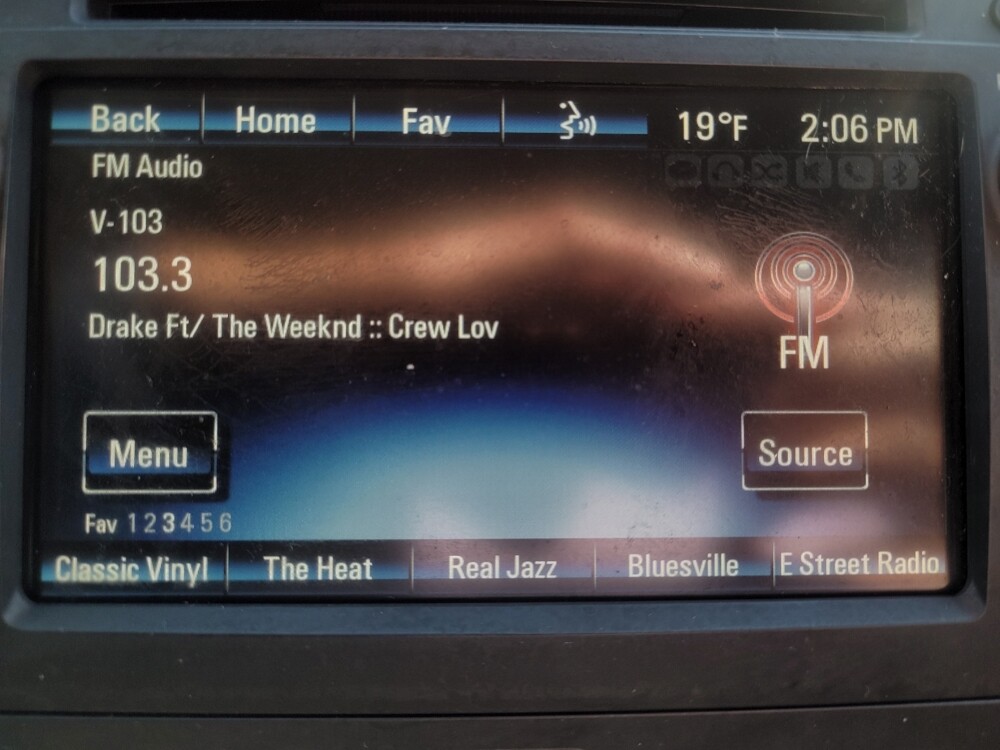 Back Home Fav 19°F 2:06 PM
FM Audio
V-103
103.3
Drake Ft/ The Weeknd :: Crew Lov
FM
Menu Source
Fav 1 2 3 4 5 6
Classic Vinyl The Heat Real Jazz Bluesville E Street Radio